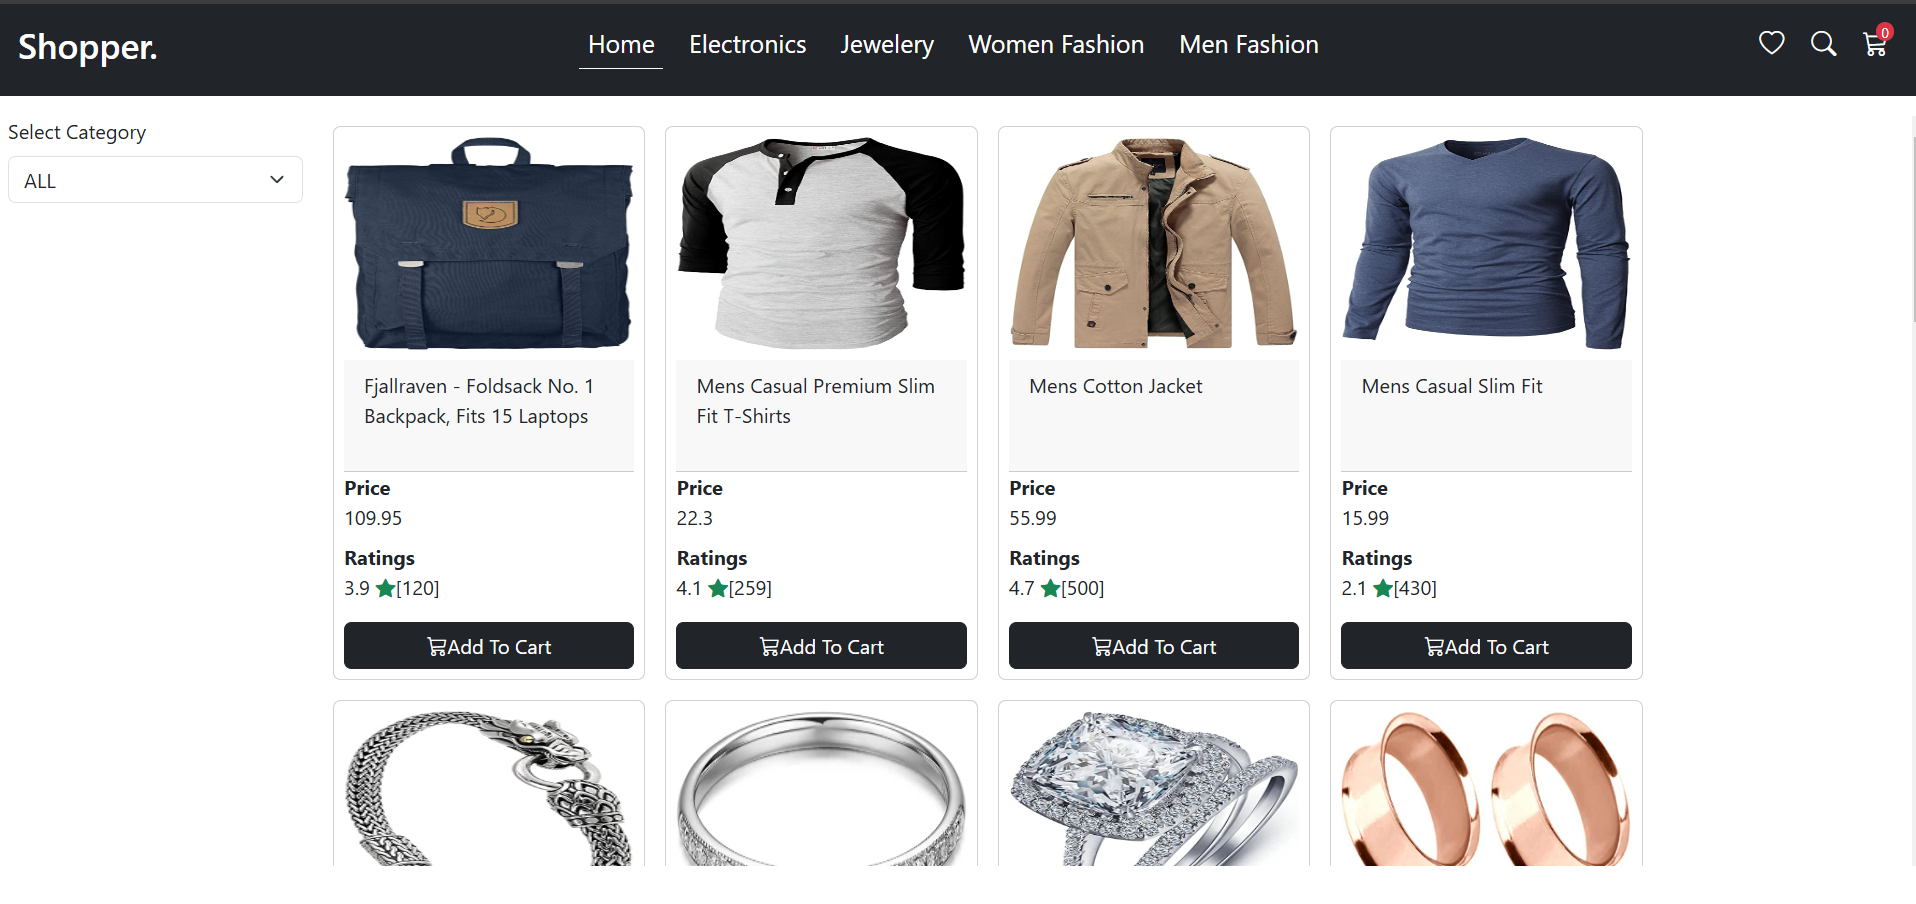 Shopper.
Home
Electronics
Jewelery
Women Fashion
Men Fashion
0
Select Category
ALL
Fjallraven - Foldsack No. 1
Backpack, Fits 15 Laptops
Price
109.95
Ratings
3.9 [120]
Add To Cart
Mens Casual Premium Slim
Fit T-Shirts
Price
22.3
Ratings
4.1 [259]
Add To Cart
Mens Cotton Jacket
Price
55.99
Ratings
4.7 [500]
Add To Cart
Mens Casual Slim Fit
Price
15.99
Ratings
2.1 [430]
Add To Cart